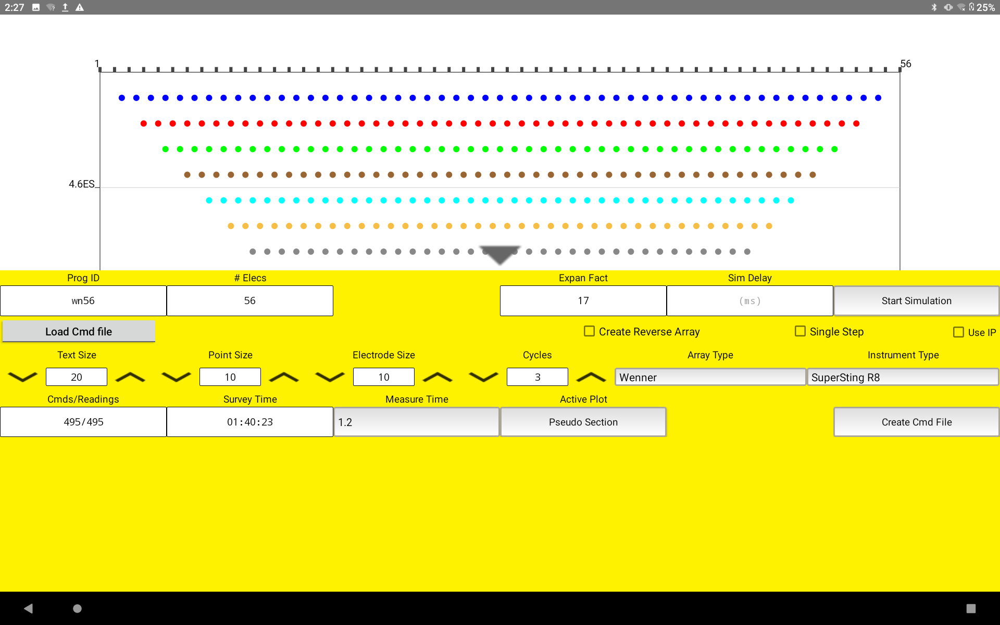 2:27 25%
1 56
4.6ES
Prog ID # Elecs Expan Fact Sim Delay
wn56 56 17 (ms) Start Simulation
Load Cmd file Create Reverse Array Single Step Use IP
Text Size Point Size Electrode Size Cycles Array Type Instrument Type
20 10 10 3 Wenner SuperSting R8
Cmds/Readings Survey Time Measure Time Active Plot
495/495 01:40:23 1.2 Pseudo Section Create Cmd File